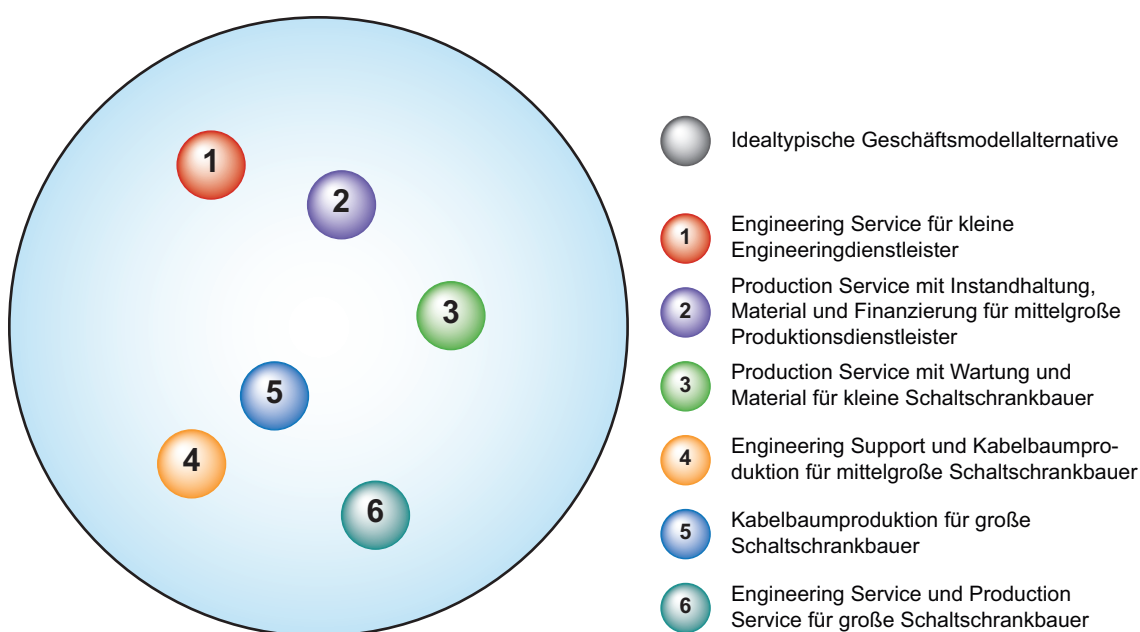 1
2
3
5
4
6
Idealtypische Geschäftsmodellalternative
1
Engineering Service für kleine
Engineeringdienstleister
2
Production Service mit Instandhaltung,
Material und Finanzierung für mittelgroße
Produktionsdienstleister
3
Production Service mit Wartung und
Material für kleine Schaltschrankbauer
4
Engineering Support und Kabelbaumpro-
duktion für mittelgroße Schaltschrankbauer
5
Kabelbaumproduktion für große
Schaltschrankbauer
6
Engineering Service und Production
Service für große Schaltschrankbauer